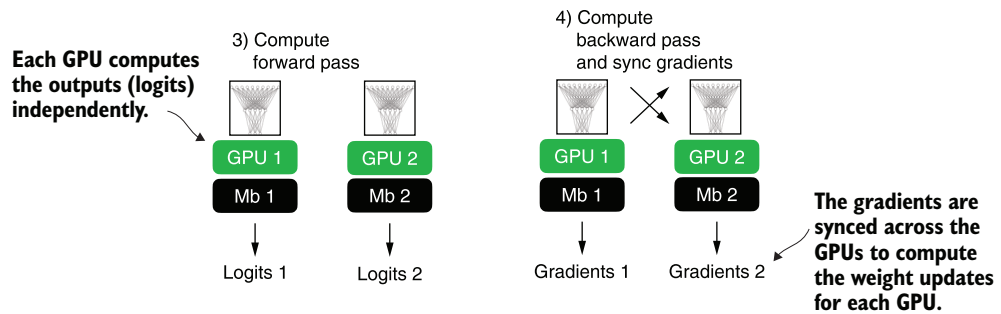 Each GPU computes
the outputs (logits)
independently.
3) Compute
forward pass
GPU 1
GPU 2
Mb 1
Mb 2
Logits 1
Logits 2
4) Compute
backward pass
and sync gradients
GPU 1
GPU 2
Mb 1
Mb 2
Gradients 1
Gradients 2
The gradients are
synced across the
GPUs to compute
the weight updates
for each GPU.